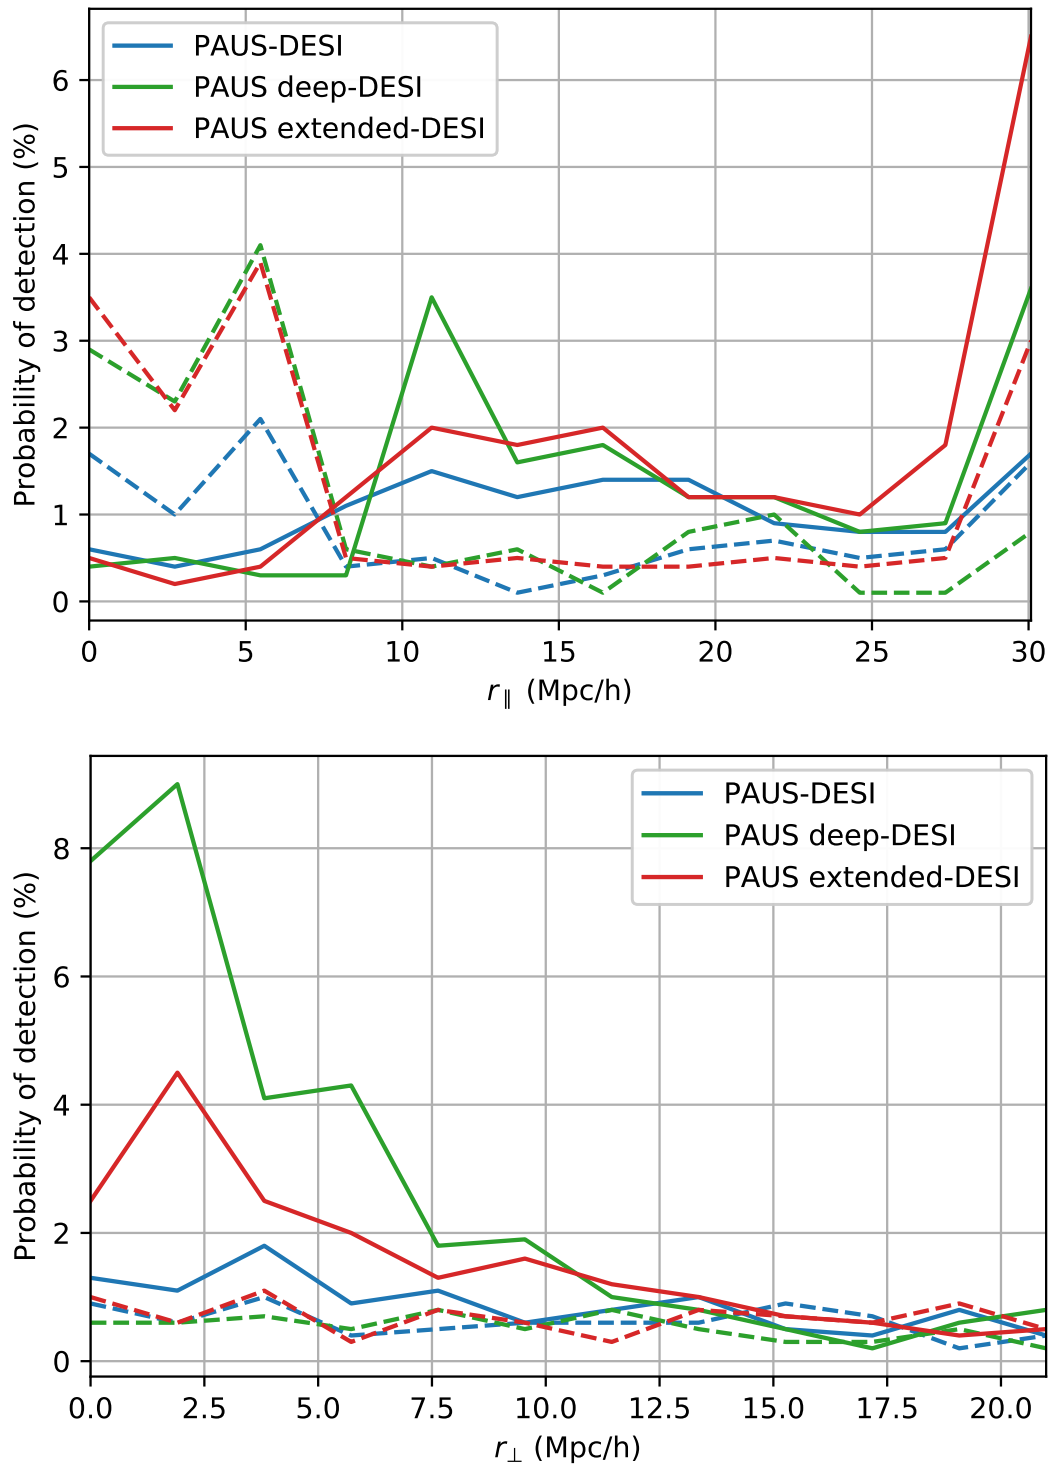 PAUS-DESI
PAUS deep-DESI
PAUS extended-DESI
Probability of detection (%)
6
5
4
3
2
1
0
0 5 10 15 20 25 30
r∥ (Mpc/h)
PAUS-DESI
PAUS deep-DESI
PAUS extended-DESI
Probability of detection (%)
8
6
4
2
0
0.0 2.5 5.0 7.5 10.0 12.5 15.0 17.5 20.0
r⊥ (Mpc/h)